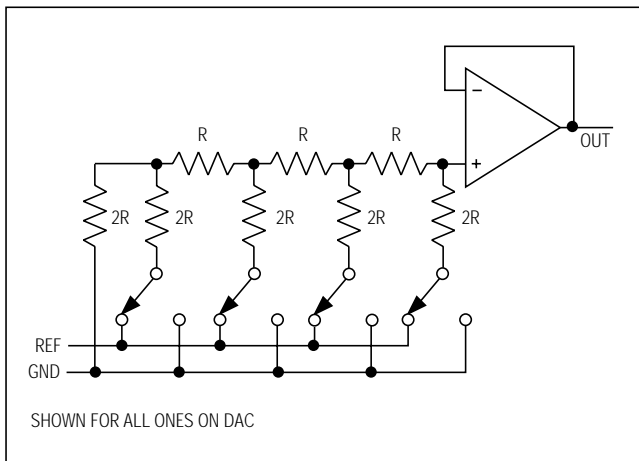 R R R
−
+
OUT
2R 2R 2R 2R 2R
REF
GND
SHOWN FOR ALL ONES ON DAC